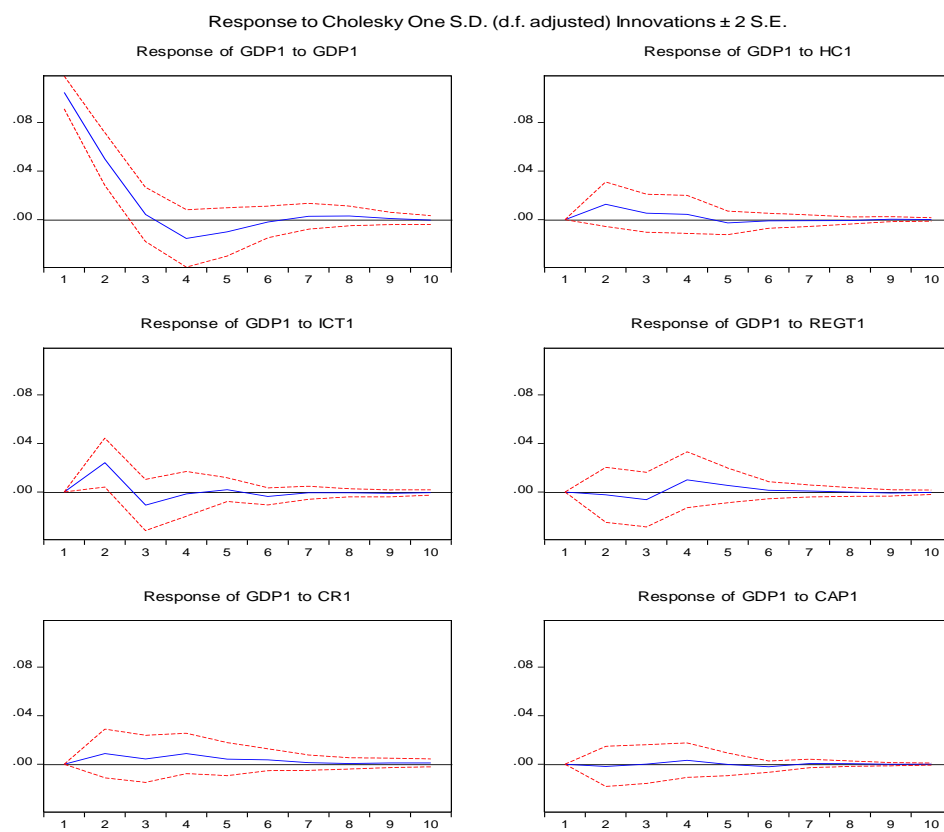 Response to Cholesky One S.D. (d.f. adjusted) Innovations ± 2 S.E.
Response of GDP1 to GDP1
.08
.04
.00
1 2 3 4 5 6 7 8 9 10
Response of GDP1 to HC1
.08
.04
.00
1 2 3 4 5 6 7 8 9 10
Response of GDP1 to ICT1
.08
.04
.00
1 2 3 4 5 6 7 8 9 10
Response of GDP1 to REGT1
.08
.04
.00
1 2 3 4 5 6 7 8 9 10
Response of GDP1 to CR1
.08
.04
.00
1 2 3 4 5 6 7 8 9 10
Response of GDP1 to CAP1
.08
.04
.00
1 2 3 4 5 6 7 8 9 10